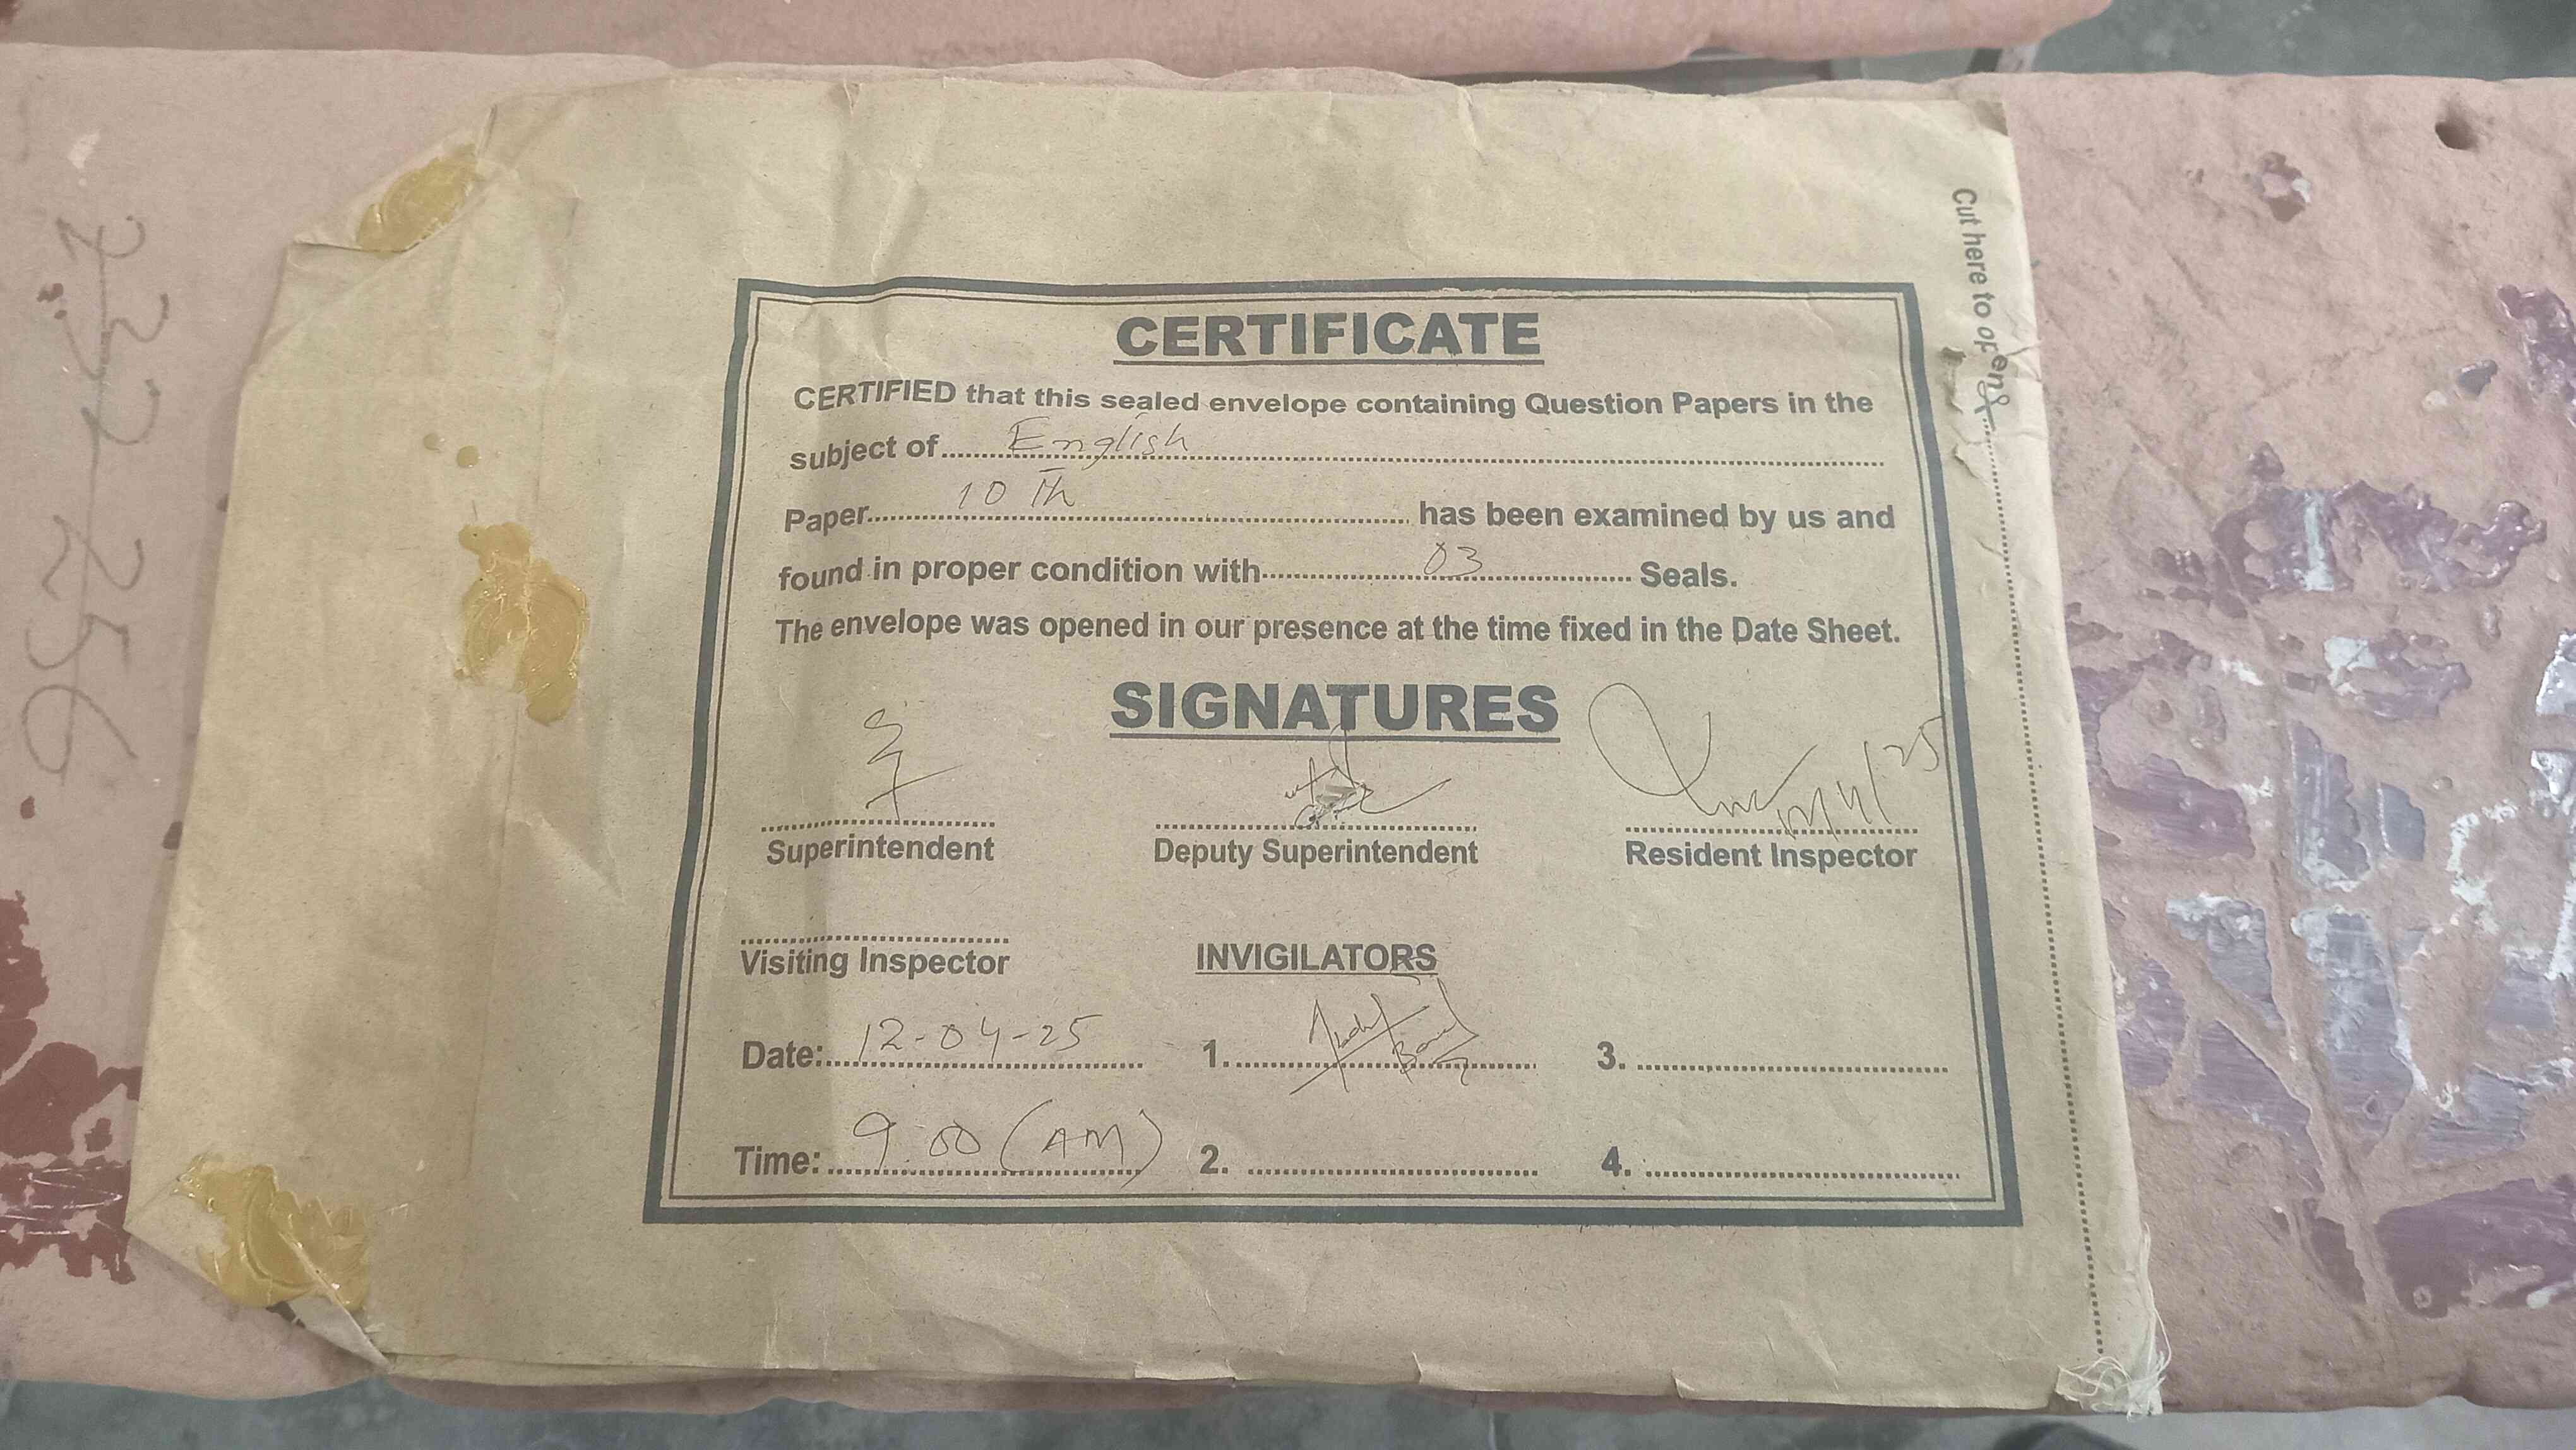 CERTIFICATE
CERTIFIED that this sealed envelope containing Question Papers in the
subject of English
Paper 10 Th has been examined by us and
found in proper condition with 03 Seals.
The envelope was opened in our presence at the time fixed in the Date Sheet.
SIGNATURES
12/4/25
Superintendent Deputy Superintendent Resident Inspector
Visiting Inspector INVIGILATORS
Date: 12-04-25 1. 3.
Time: 9:00 (AM) 2. 4.
Cut here to open